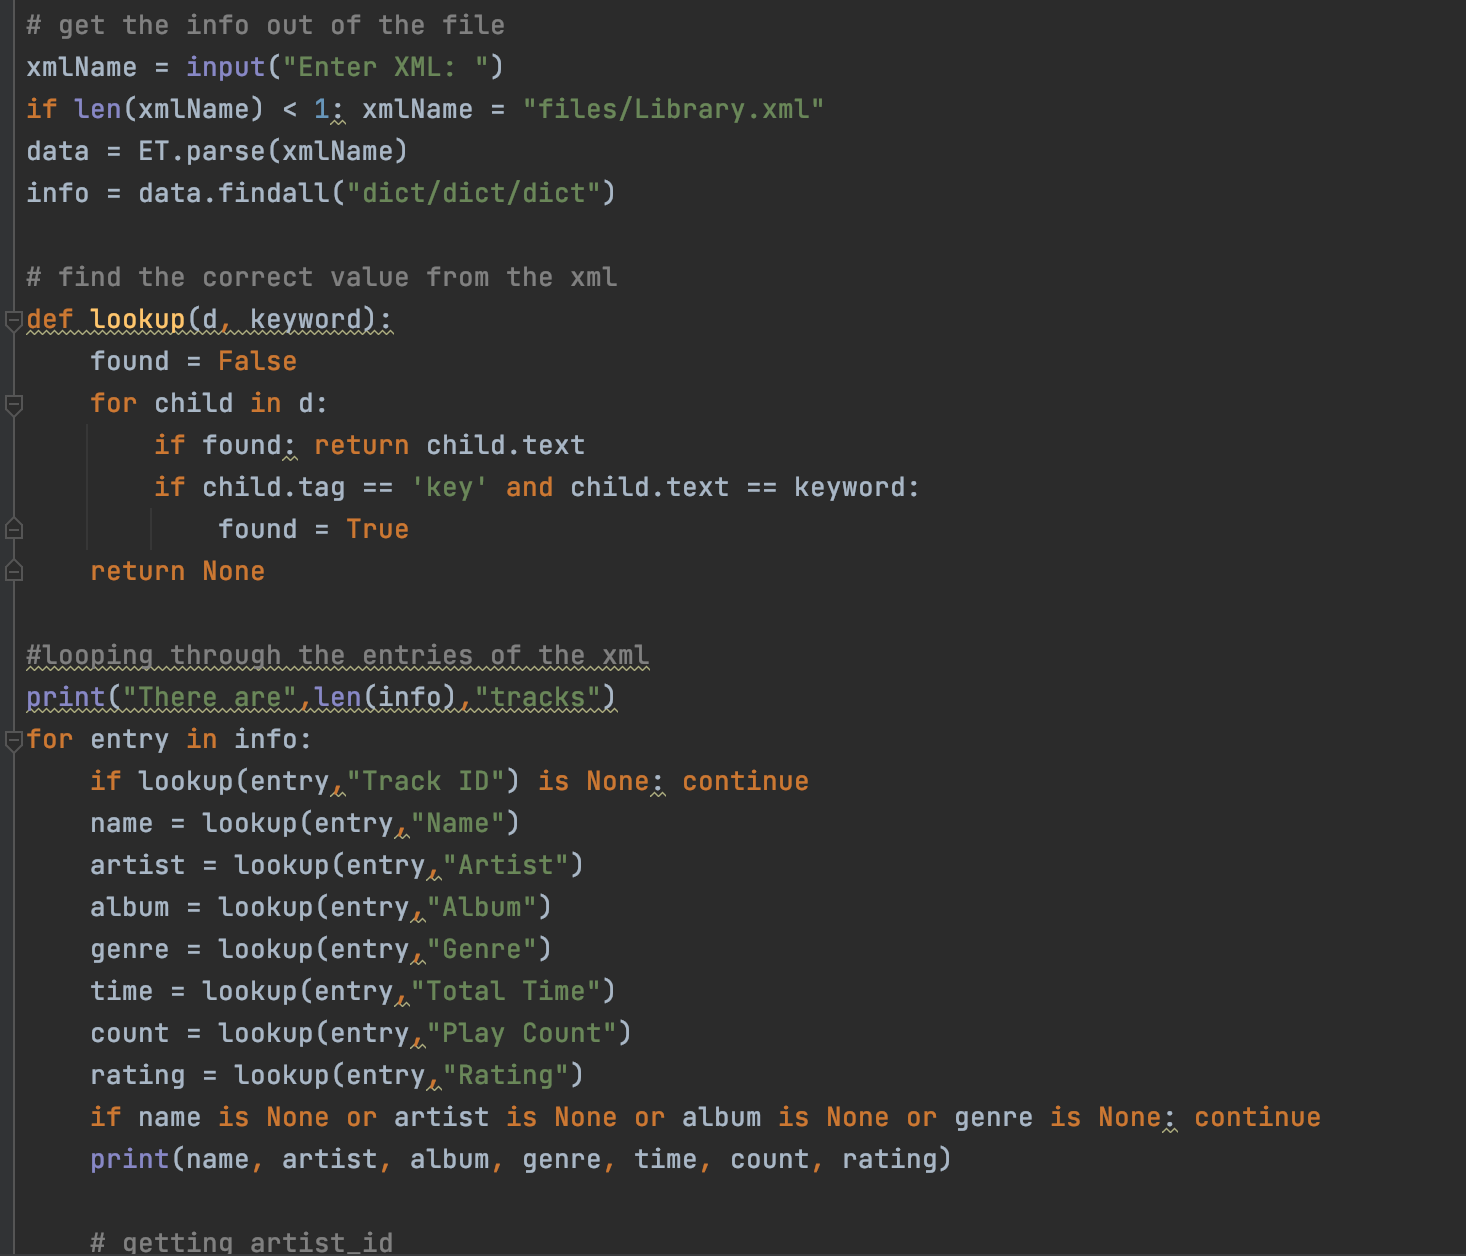 # get the info out of the file
xmlName = input("Enter XML: ")
if len(xmlName) < 1: xmlName = "files/Library.xml"
data = ET.parse(xmlName)
info = data.findall("dict/dict/dict")

# find the correct value from the xml
def lookup(d, keyword):
    found = False
    for child in d:
        if found: return child.text
        if child.tag == 'key' and child.text == keyword:
            found = True
    return None

#looping through the entries of the xml
print("There are",len(info),"tracks")
for entry in info:
    if lookup(entry,"Track ID") is None: continue
    name = lookup(entry,"Name")
    artist = lookup(entry,"Artist")
    album = lookup(entry,"Album")
    genre = lookup(entry,"Genre")
    time = lookup(entry,"Total Time")
    count = lookup(entry,"Play Count")
    rating = lookup(entry,"Rating")
    if name is None or artist is None or album is None or genre is None: continue
    print(name, artist, album, genre, time, count, rating)

    # getting artist_id